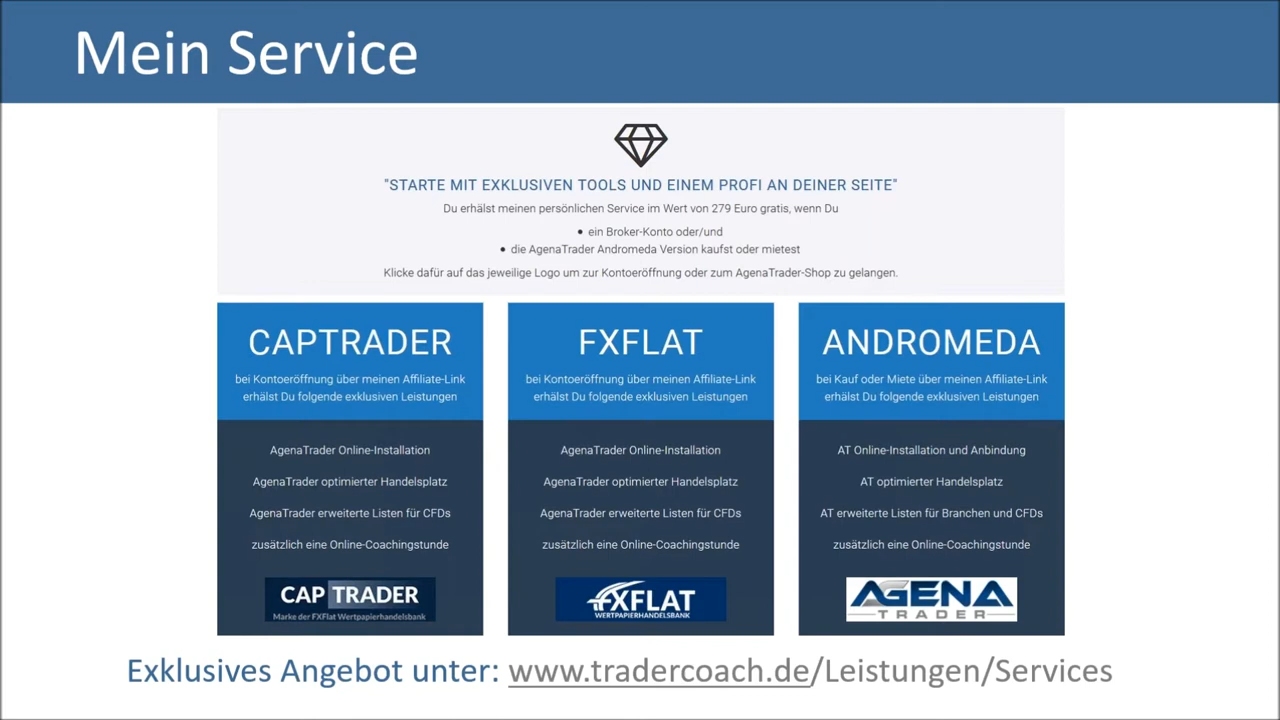 Mein Service
"STARTE MIT EXKLUSIVEN TOOLS UND EINEM PROFI AN DEINER SEITE"
Du erhälst meinen persönlichen Service im Wert von 279 Euro gratis, wenn Du
• ein Broker-Konto oder/und
• die AgenaTrader Andromeda Version kaufst oder mietest
Klicke dafür auf das jeweilige Logo um zur Kontoeröffnung oder zum AgenaTrader-Shop zu gelangen.
CAPTRADER
bei Kontoeröffnung über meinen Affiliate-Link
erhälst Du folgende exklusiven Leistungen
AgenaTrader Online-Installation
AgenaTrader optimierter Handelsplatz
AgenaTrader erweiterte Listen für CFDs
zusätzlich eine Online-Coachingstunde
CAP TRADER
Marke der FXFlat Wertpapierhandelsbank
FXFLAT
bei Kontoeröffnung über meinen Affiliate-Link
erhälst Du folgende exklusiven Leistungen
AgenaTrader Online-Installation
AgenaTrader optimierter Handelsplatz
AgenaTrader erweiterte Listen für CFDs
zusätzlich eine Online-Coachingstunde
FXFLAT
WERTPAPIERHANDELSBANK
ANDROMEDA
bei Kauf oder Miete über meinen Affiliate-Link
erhälst Du folgende exklusiven Leistungen
AT Online-Installation und Anbindung
AT optimierter Handelsplatz
AT erweiterte Listen für Branchen und CFDs
zusätzlich eine Online-Coachingstunde
AGENA
TRADER
Exklusives Angebot unter: www.tradercoach.de/Leistungen/Services